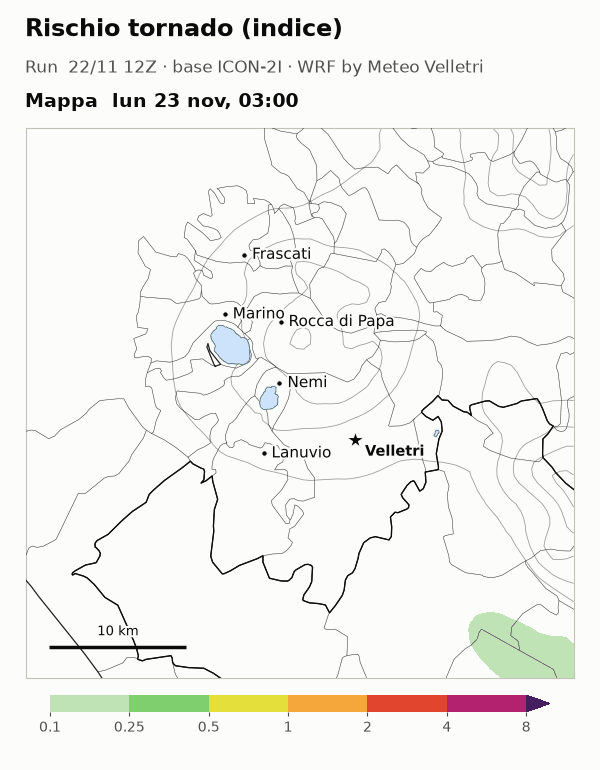 Rischio tornado (indice)
Run  22/11 12Z · base ICON-2I · WRF by Meteo Velletri
Mappa  lun 23 nov, 03:00
Frascati
Marino
Rocca di Papa
Nemi
Velletri
Lanuvio
10 km
0.1 0.25 0.5 1 2 4 8